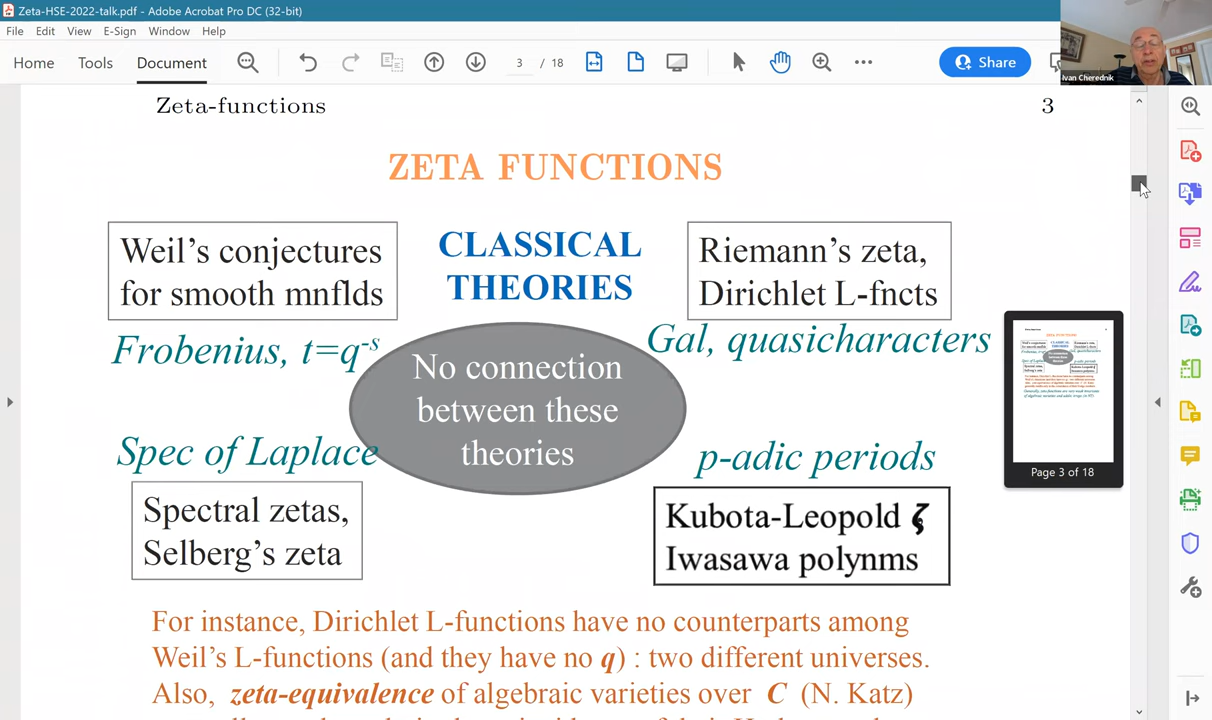 Zeta-HSE-2022-talk.pdf - Adobe Acrobat Pro DC (32-bit)
File Edit View E-Sign Window Help
Home Tools Document 3 / 18 Share
Ivan Cherednik
Zeta-functions 3
ZETA FUNCTIONS
Weil's conjectures
for smooth mnflds
CLASSICAL
THEORIES
Riemann's zeta,
Dirichlet L-fncts
Frobenius, t=q-s
Gal, quasicharacters
No connection
between these
theories
Spec of Laplace
p-adic periods
Spectral zetas,
Selberg's zeta
Kubota-Leopold ζ
Iwasawa polynms
Page 3 of 18
For instance, Dirichlet L-functions have no counterparts among
Weil's L-functions (and they have no q) : two different universes.
Also, zeta-equivalence of algebraic varieties over C (N. Katz)